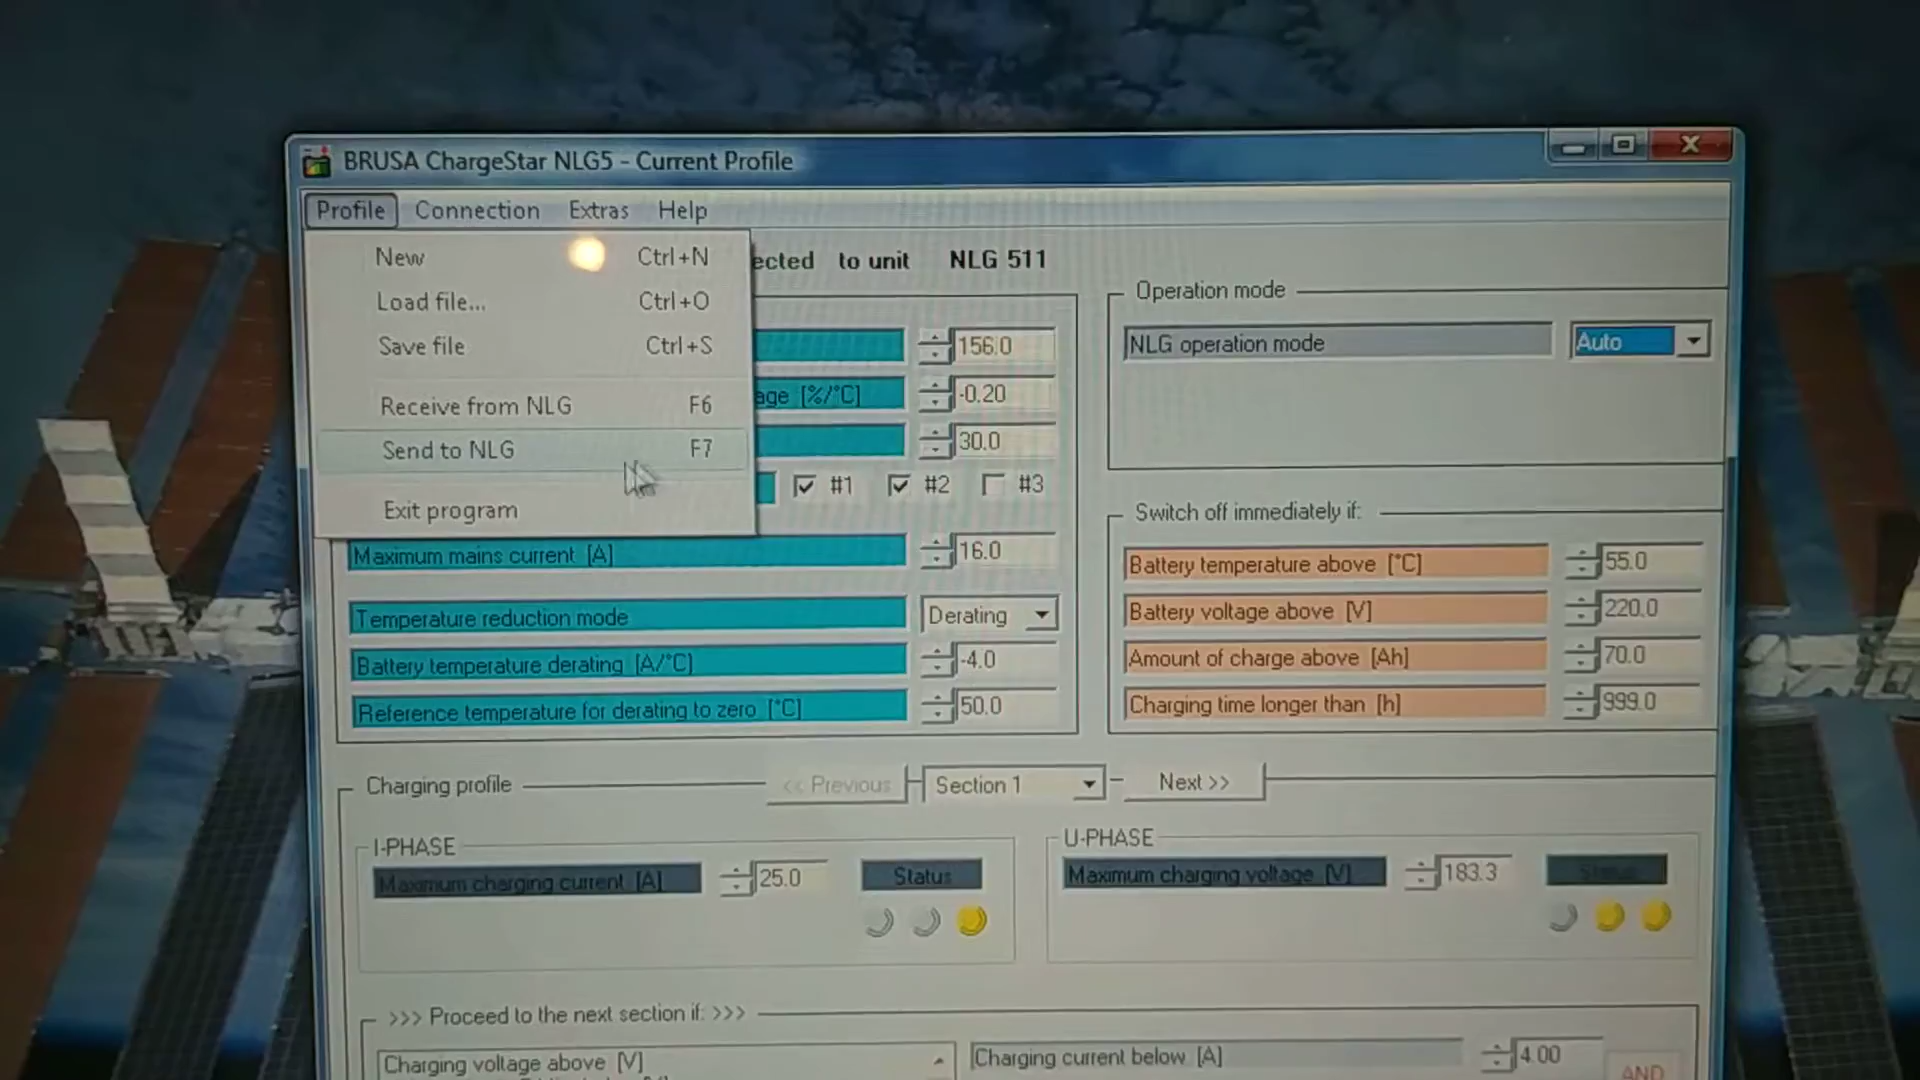 BRUSA ChargeStar NLG5 - Current Profile
Profile Connection Extras Help
New Ctrl+N
Load file... Ctrl+O
Save file Ctrl+S
Receive from NLG F6
Send to NLG F7
Exit program
ected to unit NLG 511
156.0
age [%/°C] -0.20
30.0
#1 #2 #3
Maximum mains current [A] 16.0
Temperature reduction mode Derating
Battery temperature derating [A/°C] -4.0
Reference temperature for derating to zero [°C] 50.0
Operation mode
NLG operation mode Auto
Switch off immediately if:
Battery temperature above [°C] 55.0
Battery voltage above [V] 220.0
Amount of charge above [Ah] 70.0
Charging time longer than [h] 999.0
Charging profile << Previous Section 1 Next >>
I-PHASE
Maximum charging current [A] 25.0 Status
U-PHASE
Maximum charging voltage [V] 183.3 Status
>>> Proceed to the next section if: >>>
Charging voltage above [V]
Charging current below [A] 4.00
AND